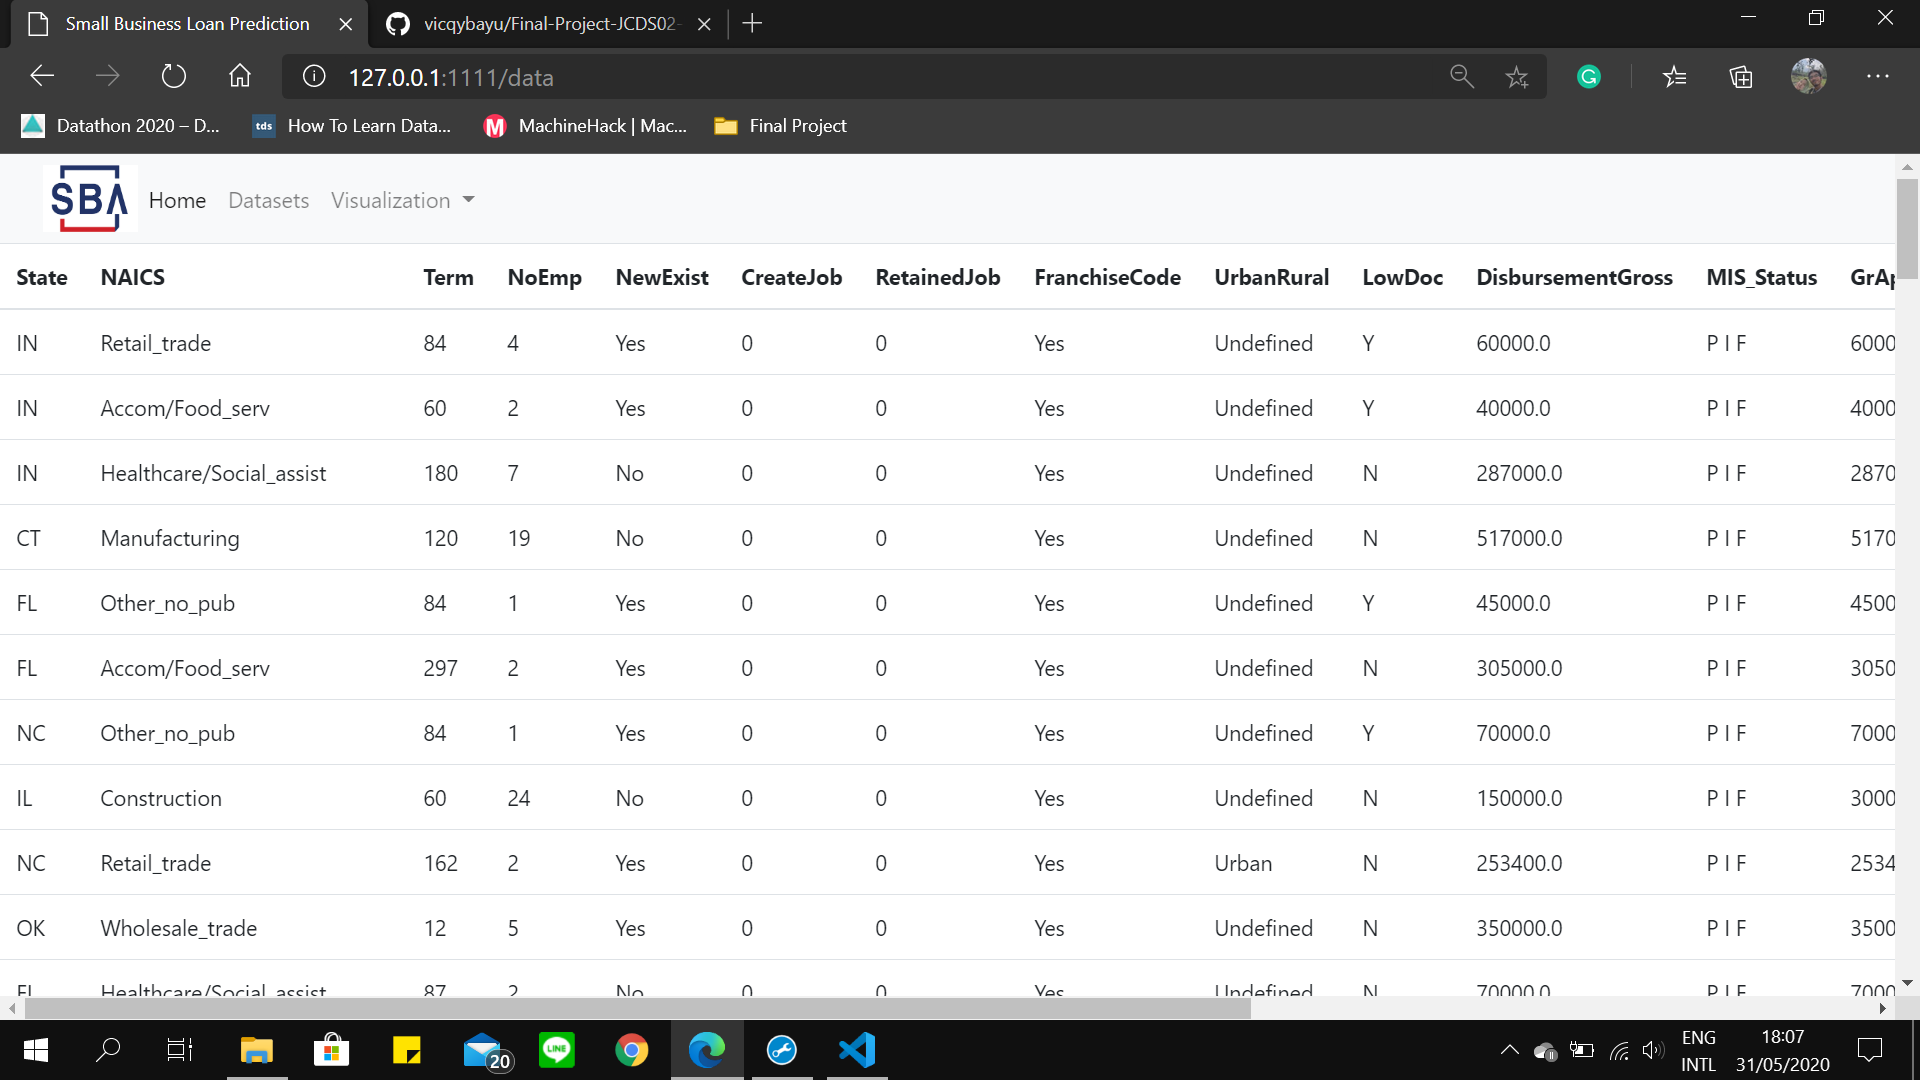 Small Business Loan Prediction
vicqybayu/Final-Project-JCDS02-
127.0.0.1:1111/data
Datathon 2020 – D...
tds How To Learn Data...
M MachineHack | Mac...
Final Project
SBA Home Datasets Visualization
State NAICS Term NoEmp NewExist CreateJob RetainedJob FranchiseCode UrbanRural LowDoc DisbursementGross MIS_Status GrAp
IN Retail_trade 84 4 Yes 0 0 Yes Undefined Y 60000.0 P I F 6000
IN Accom/Food_serv 60 2 Yes 0 0 Yes Undefined Y 40000.0 P I F 4000
IN Healthcare/Social_assist 180 7 No 0 0 Yes Undefined N 287000.0 P I F 2870
CT Manufacturing 120 19 No 0 0 Yes Undefined N 517000.0 P I F 5170
FL Other_no_pub 84 1 Yes 0 0 Yes Undefined Y 45000.0 P I F 4500
FL Accom/Food_serv 297 2 Yes 0 0 Yes Undefined N 305000.0 P I F 3050
NC Other_no_pub 84 1 Yes 0 0 Yes Undefined Y 70000.0 P I F 7000
IL Construction 60 24 No 0 0 Yes Undefined N 150000.0 P I F 3000
NC Retail_trade 162 2 Yes 0 0 Yes Urban N 253400.0 P I F 2534
OK Wholesale_trade 12 5 Yes 0 0 Yes Undefined N 350000.0 P I F 3500
FL Healthcare/Social_assist 87 2 No 0 0 Yes Undefined N 70000.0 P I F 7000
20
LINE
ENG
INTL
18:07
31/05/2020